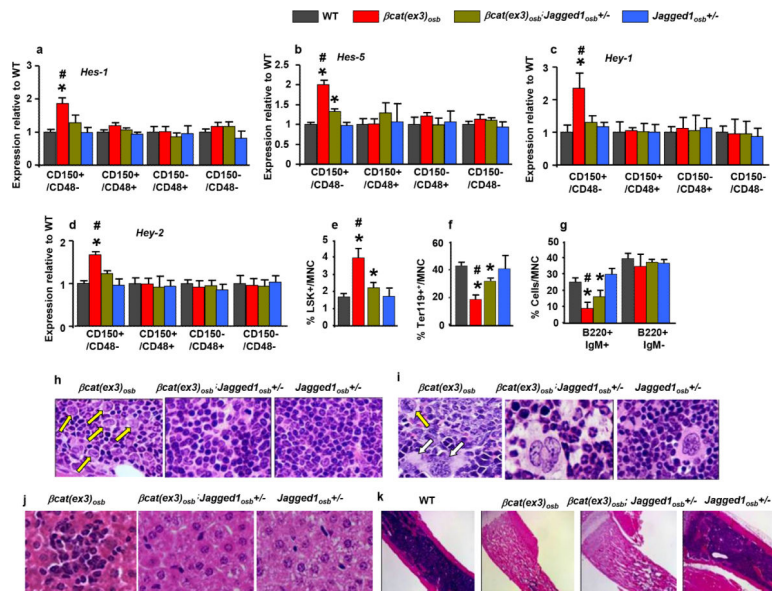 WT βcat(ex3)osb βcat(ex3)osb;Jagged1osb+/- Jagged1osb+/-
a Hes-1
Expression relative to WT
3
2
1
0
#
*
CD150+ /CD48-
CD150+ /CD48+
CD150- /CD48+
CD150- /CD48-
b Hes-5
Expression relative to WT
2.5
2
1.5
1
0.5
#
*
*
CD150+ /CD48-
CD150+ /CD48+
CD150- /CD48+
CD150- /CD48-
c Hey-1
Expression relative to WT
3
2
1
0
#
*
CD150+ /CD48-
CD150+ /CD48+
CD150- /CD48+
CD150- /CD48-
d Hey-2
Expression relative to WT
3
2
1
0
#
*
CD150+ /CD48-
CD150+ /CD48+
CD150- /CD48+
CD150- /CD48-
e
% LSK+/MNC
6
4
2
0
#
*
*
f
% Ter119+*/MNC
60
40
20
0
#
*
*
g
% Cells/MNC
60
40
20
0
#
*
*
B220+ IgM+
B220+ IgM-
h βcat(ex3)osb βcat(ex3)osb;Jagged1osb+/- Jagged1osb+/-
i βcat(ex3)osb βcat(ex3)osb;Jagged1osb+/- Jagged1osb+/-
j βcat(ex3)osb βcat(ex3)osb;Jagged1osb+/- Jagged1osb+/-
k WT βcat(ex3)osb βcat(ex3)osb; Jagged1osb+/- Jagged1osb+/-